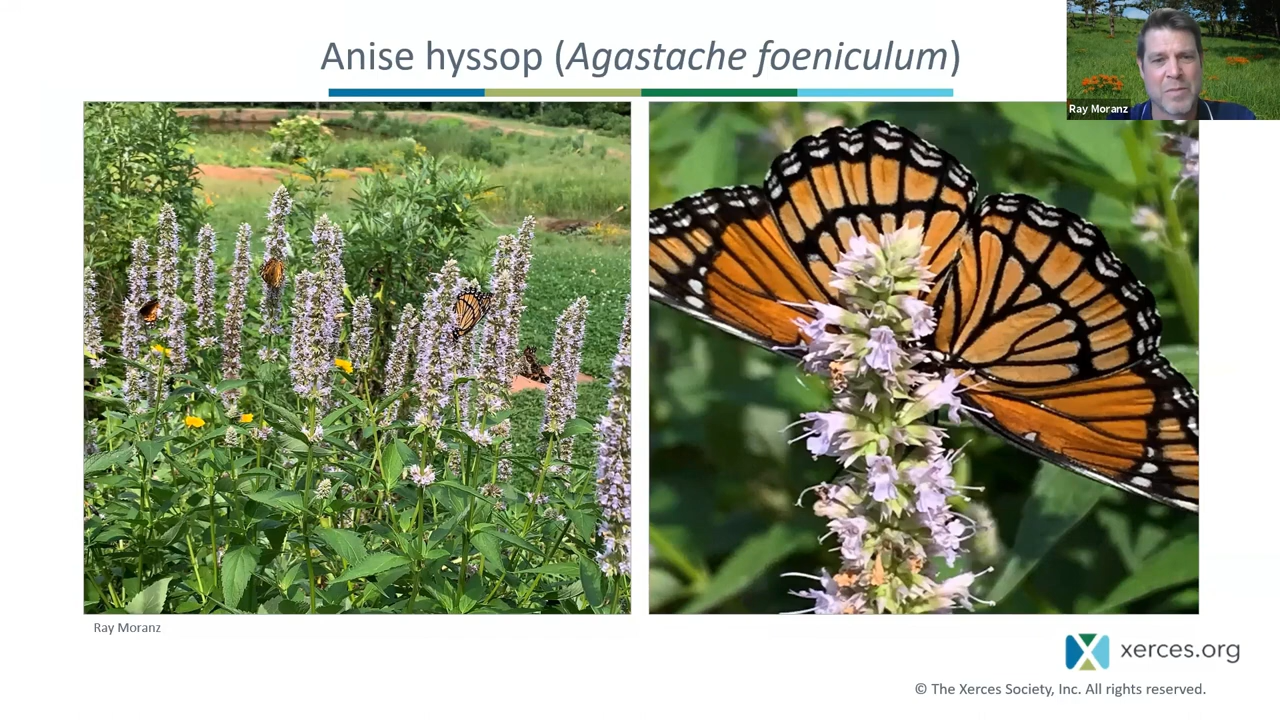 Anise hyssop (Agastache foeniculum)
Ray Moranz
Ray Moranz
xerces.org
© The Xerces Society, Inc. All rights reserved.